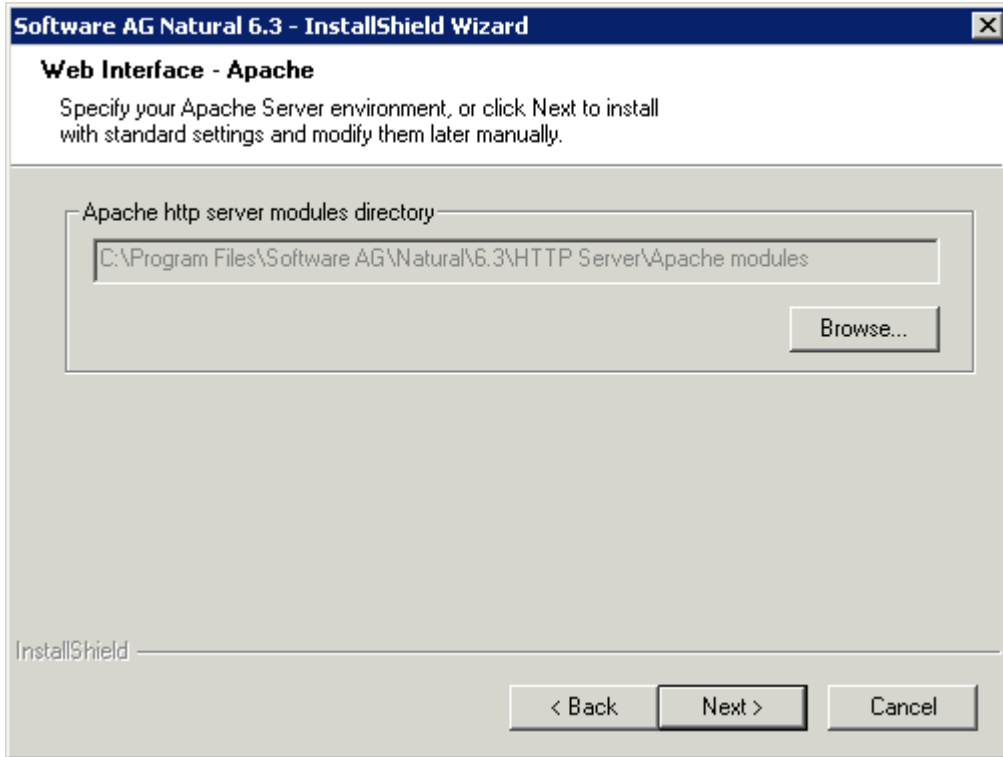 Software AG Natural 6.3 - InstallShield Wizard
Web Interface - Apache
Specify your Apache Server environment, or click Next to install
with standard settings and modify them later manually.
Apache http server modules directory
C:\Program Files\Software AG\Natural\6.3\HTTP Server\Apache modules
Browse...
InstallShield
< Back
Next >
Cancel